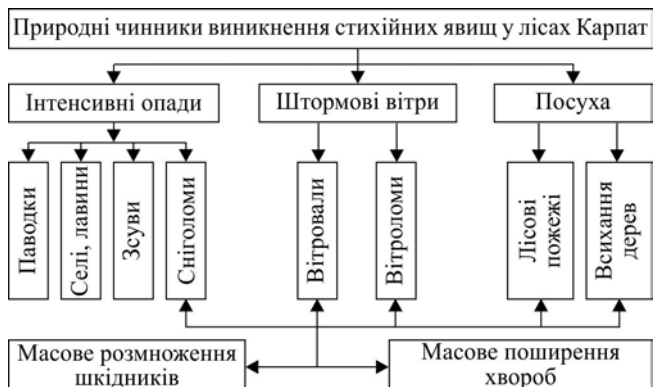 Природні чинники виникнення стихійних явищ у лісах Карпат
Інтенсивні опади
Штормові вітри
Посуха
Паводки
Селі, лавини
Зсуви
Сніголоми
Вітровали
Вітроломи
Лісові
пожежі
Всихання
дерев
Масове розмноження
шкідників
Масове поширення
хвороб